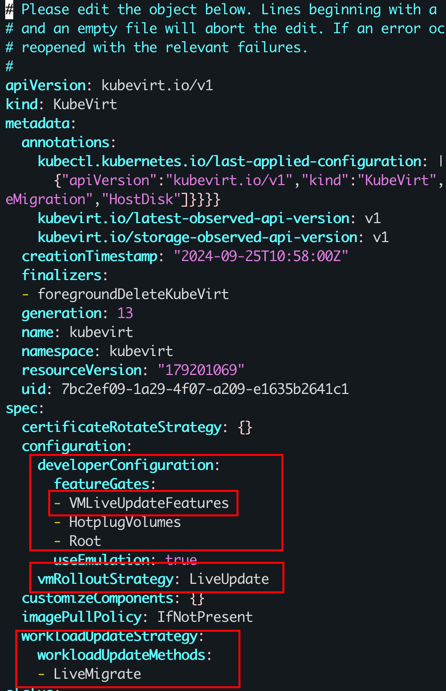 # Please edit the object below. Lines beginning with a
# and an empty file will abort the edit. If an error oc
# reopened with the relevant failures.
#
apiVersion: kubevirt.io/v1
kind: KubeVirt
metadata:
  annotations:
    kubectl.kubernetes.io/last-applied-configuration: |
      {"apiVersion":"kubevirt.io/v1","kind":"KubeVirt",
eMigration","HostDisk"]}}}}
    kubevirt.io/latest-observed-api-version: v1
    kubevirt.io/storage-observed-api-version: v1
  creationTimestamp: "2024-09-25T10:58:00Z"
  finalizers:
  - foregroundDeleteKubeVirt
  generation: 13
  name: kubevirt
  namespace: kubevirt
  resourceVersion: "179201069"
  uid: 7bc2ef09-1a29-4f07-a209-e1635b2641c1
spec:
  certificateRotateStrategy: {}
  configuration:
    developerConfiguration:
      featureGates:
      - VMLiveUpdateFeatures
      - HotplugVolumes
      - Root
      useEmulation: true
    vmRolloutStrategy: LiveUpdate
  customizeComponents: {}
  imagePullPolicy: IfNotPresent
  workloadUpdateStrategy:
    workloadUpdateMethods:
    - LiveMigrate
status: